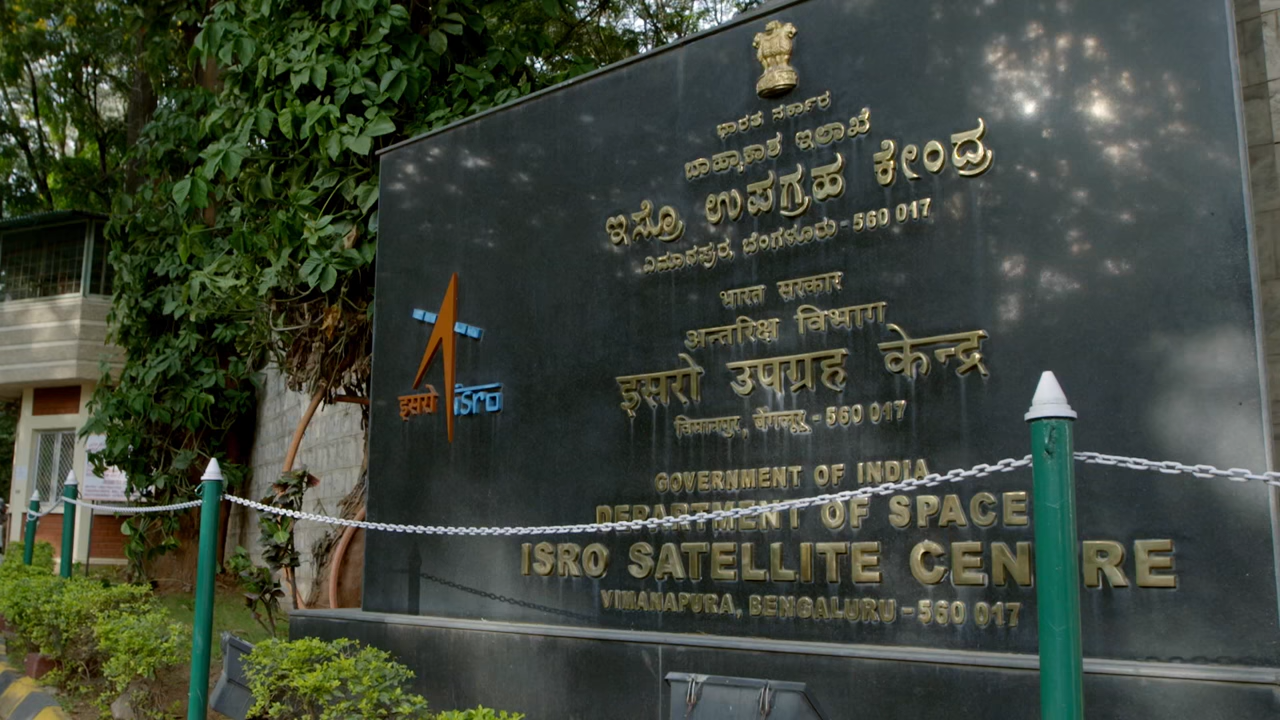 ಭಾರತ ಸರ್ಕಾರ
ಬಾಹ್ಯಾಕಾಶ ಇಲಾಖೆ
ಇಸ್ರೊ ಉಪಗ್ರಹ ಕೇಂದ್ರ
ವಿಮಾನಪುರ, ಬೆಂಗಳೂರು - 560 017
भारत सरकार
अन्तरिक्ष विभाग
इसरो उपग्रह केन्द्र
विमानपुर, बेंगलूर - 560 017
इसरो isro
GOVERNMENT OF INDIA
DEPARTMENT OF SPACE
ISRO SATELLITE CENTRE
VIMANAPURA, BENGALURU - 560 017